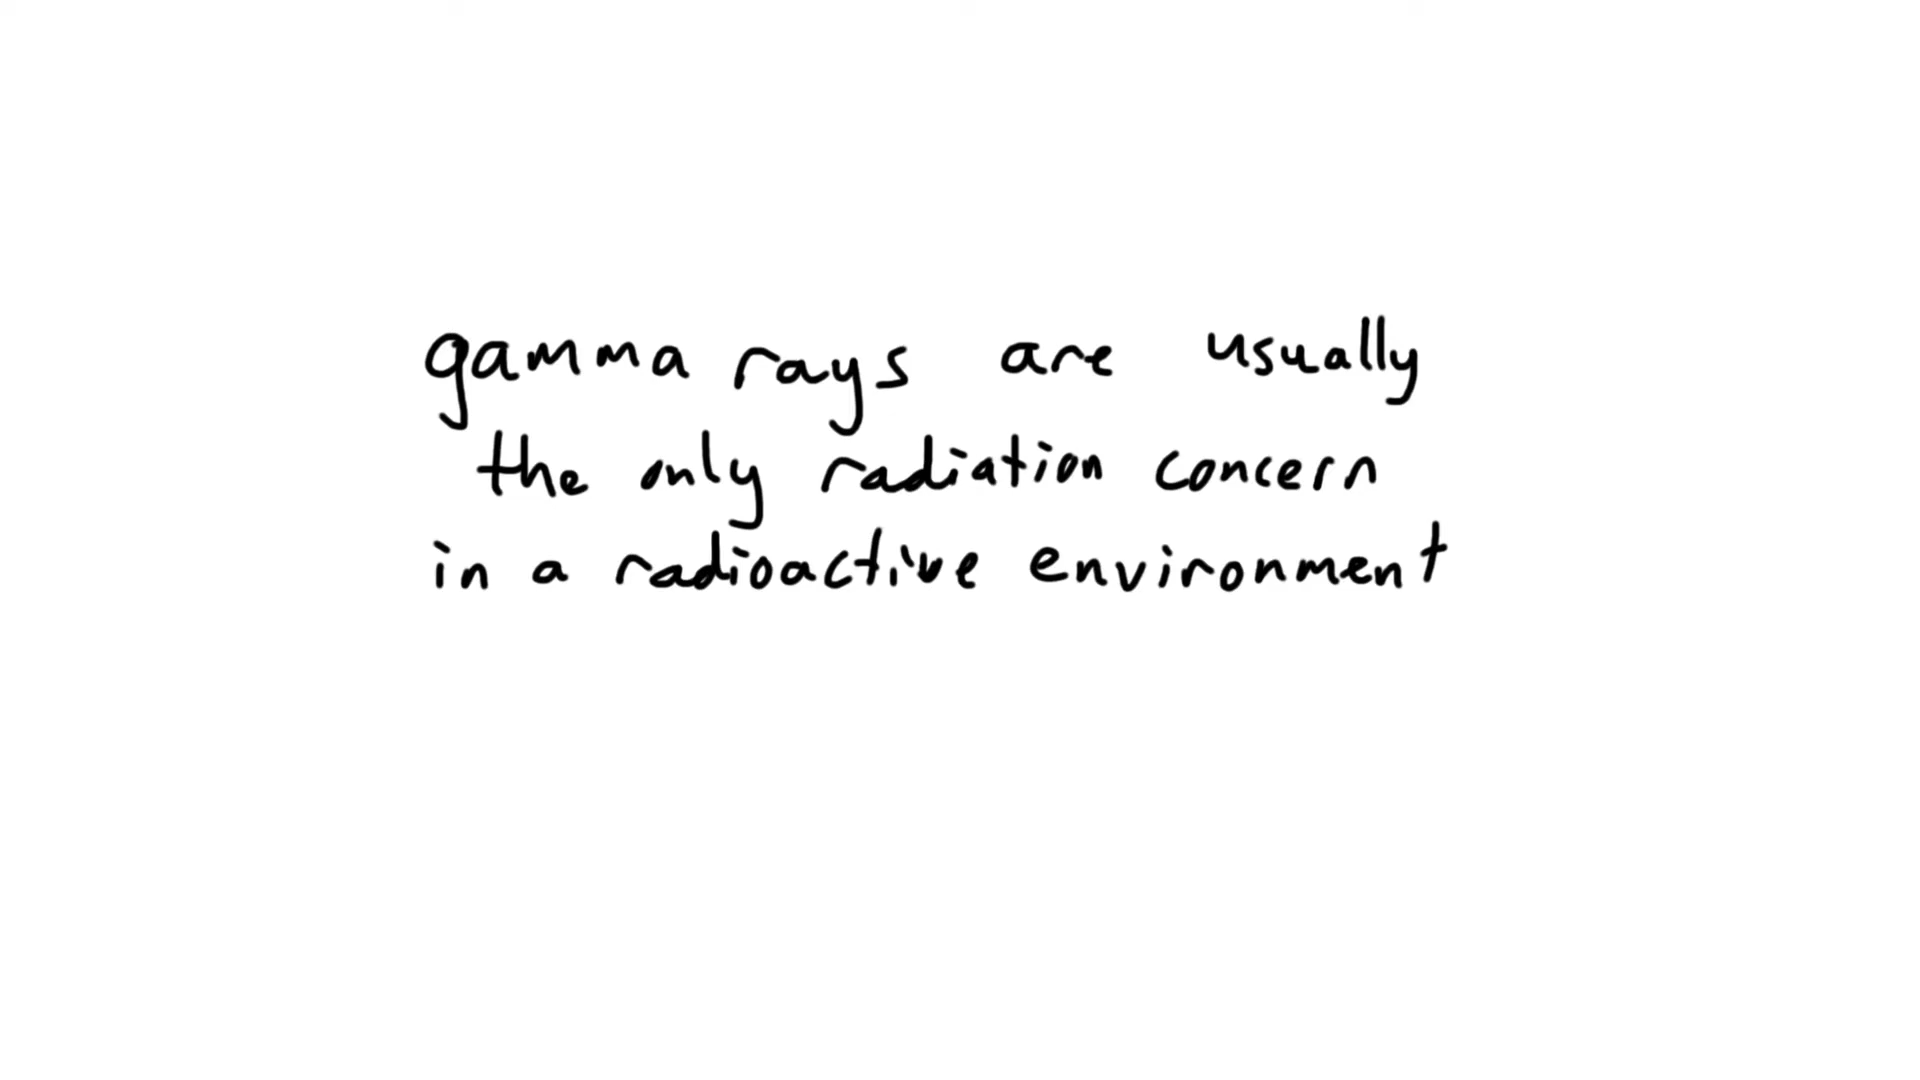 gamma rays are usually
the only radiation concern
in a radioactive environment